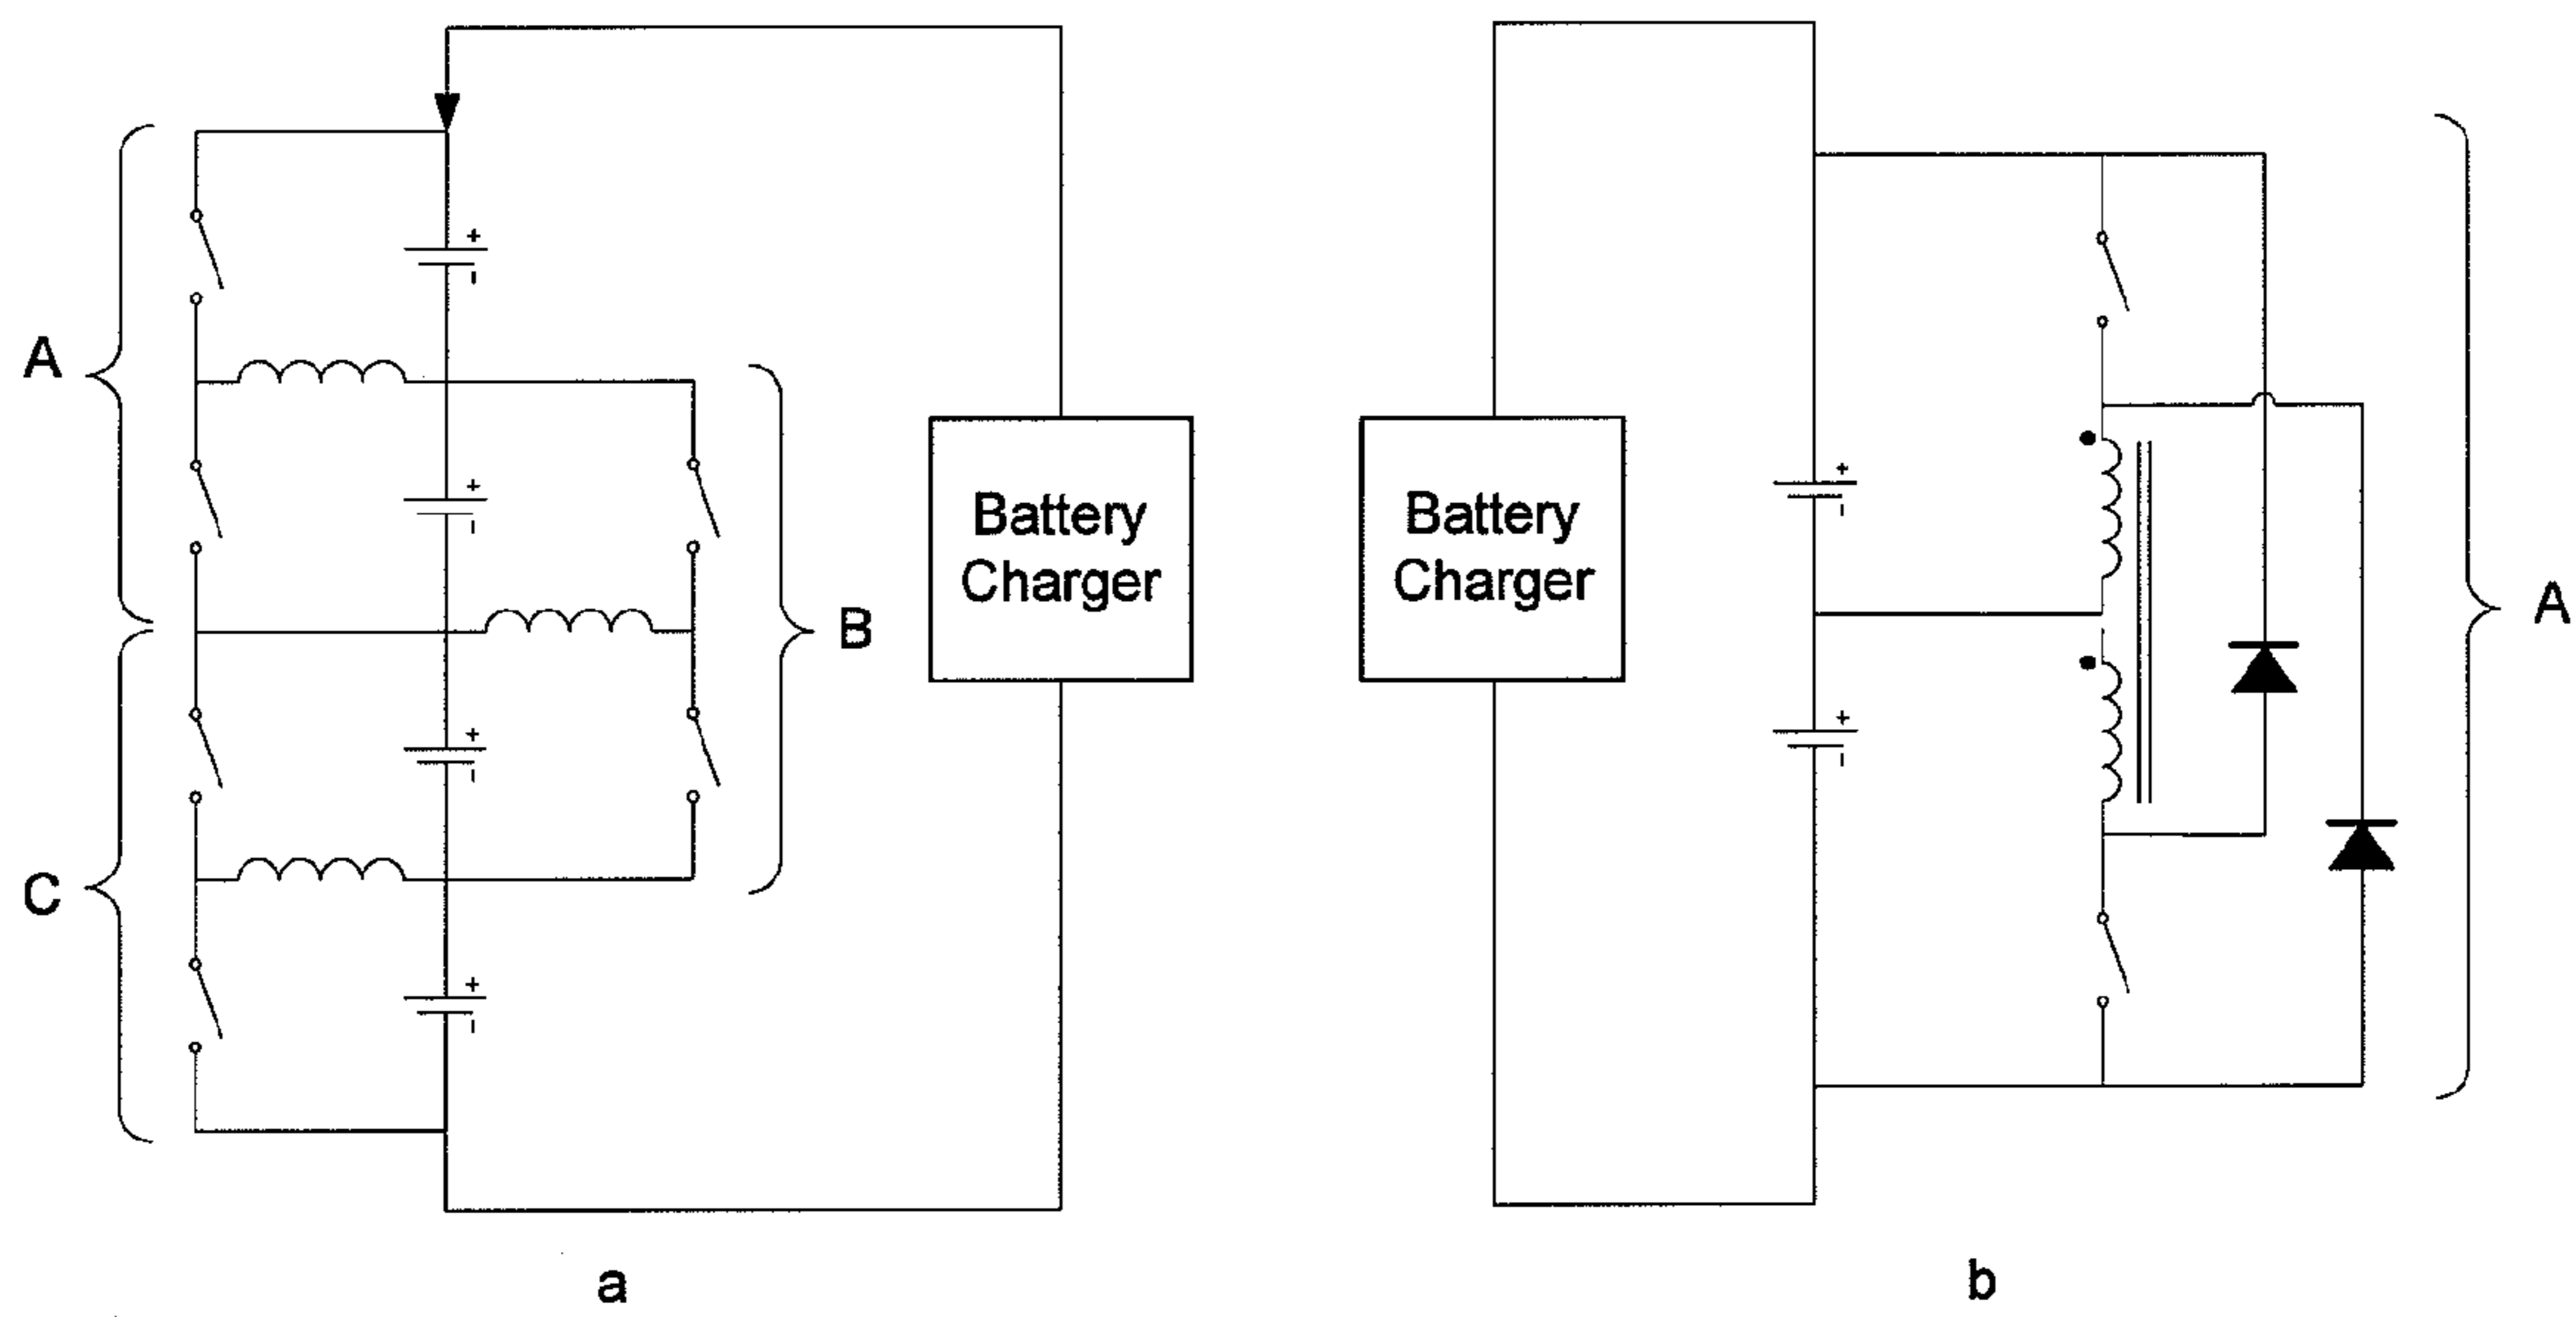 +
-
A
+
-
B
+
-
C
+
-
Battery
Charger
a
Battery
Charger
+
-
+
-
A
b